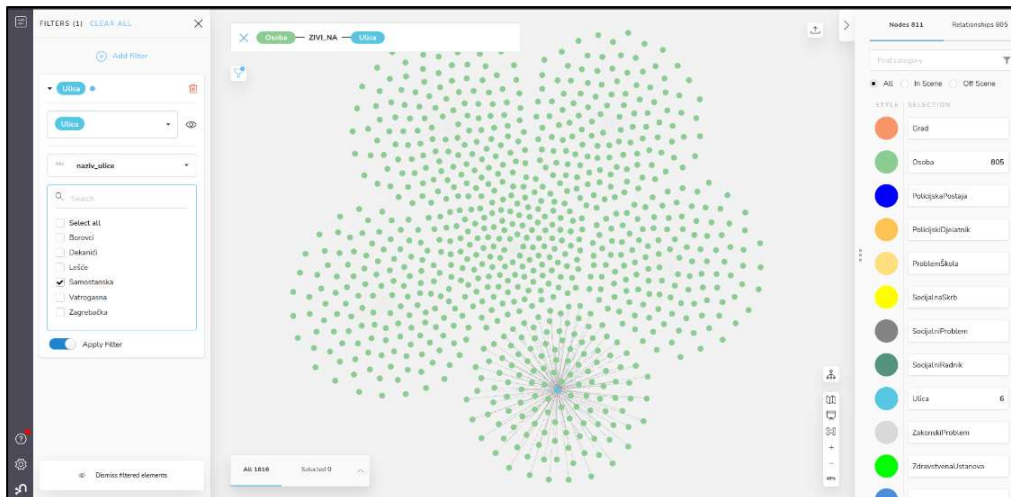 FILTERS (1) CLEAR ALL
Add filter
Ulica
Ulica
naziv_ulice
Search
Select all
Borovci
Dekanići
Lešće
Samostanska
Vatrogasna
Zagrebačka
Apply Filter
Dismiss filtered elements
Osoba — ZIVI_NA — Ulica
All 1616 Selected 0
Nodes 811 Relationships 805
Find category
All In Scene Off Scene
STYLE SELECTION
Grad
Osoba 805
PolicijskaPostaja
PolicijskiDjelatnik
ProblemŠkola
SocijalnaSkrb
SocijalniProblem
SocijalniRadnik
Ulica 6
ZakonskiProblem
ZdravstvenaUstanova